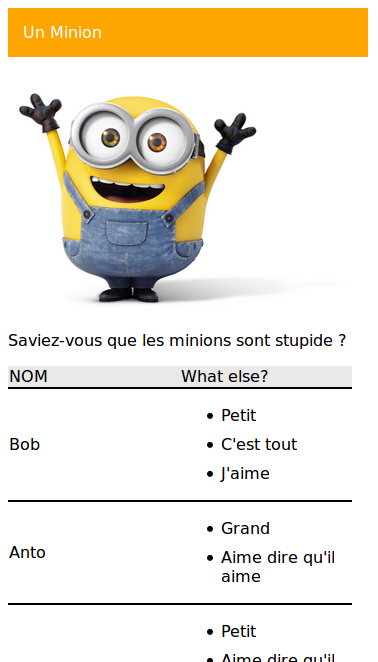 Un Minion
Saviez-vous que les minions sont stupide ?
NOM What else?
Petit
Bob
C'est tout
J'aime
Grand
Anto
Aime dire qu'il
aime
Petit
Aime dire qu'il